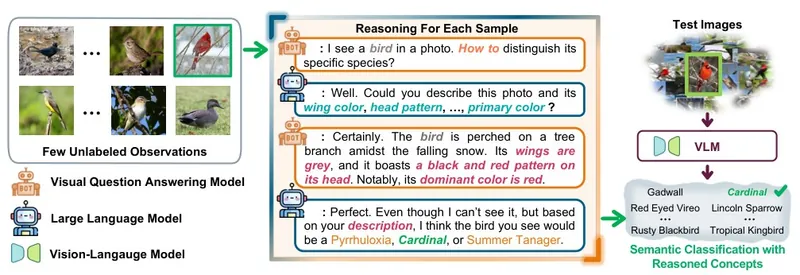 Few Unlabeled Observations
BOT
Visual Question Answering Model
Large Language Model
Vision-Langauge Model
Reasoning For Each Sample
BOT
: I see a bird in a photo. How to distinguish its
specific species?
: Well. Could you describe this photo and its
wing color, head pattern, ..., primary color ?
BOT
: Certainly. The bird is perched on a tree
branch amidst the falling snow. Its wings are
grey, and it boasts a black and red pattern on
its head. Notably, its dominant color is red.
: Perfect. Even though I can't see it, but based
on your description, I think the bird you see would
be a Pyrrhuloxia, Cardinal, or Summer Tanager.
Test Images
VLM
Gadwall Cardinal
Red Eyed Vireo Lincoln Sparrow
... ...
Rusty Blackbird Tropical Kingbird
Semantic Classification with
Reasoned Concepts